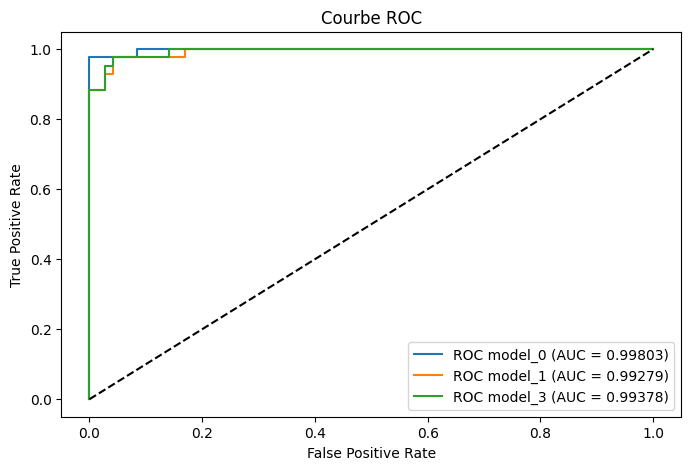 Courbe ROC
True Positive Rate
1.0
0.8
0.6
0.4
0.2
0.0
0.0 0.2 0.4 0.6 0.8 1.0
False Positive Rate
ROC model_0 (AUC = 0.99803)
ROC model_1 (AUC = 0.99279)
ROC model_3 (AUC = 0.99378)